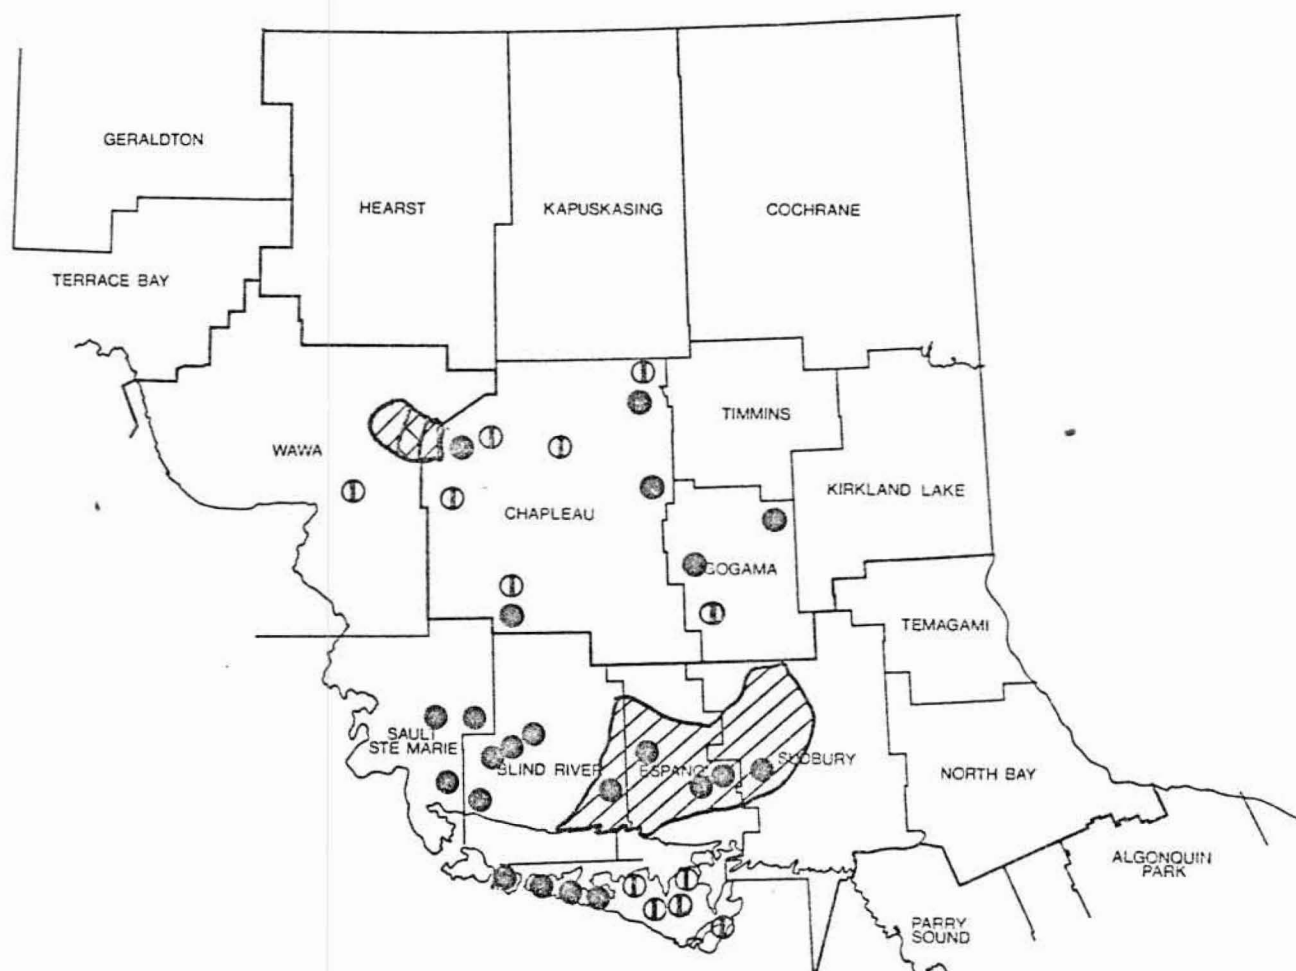 GERALDTON
HEARST
KAPUSKASING
COCHRANE
TERRACE BAY
TIMMINS
WAWA
KIRKLAND LAKE
CHAPLEAU
GOGAMA
TEMAGAMI
SAULT
STE MARIE
BLIND RIVER
SUDBURY
NORTH BAY
ALGONQUIN
PARK
PARRY
SOUND